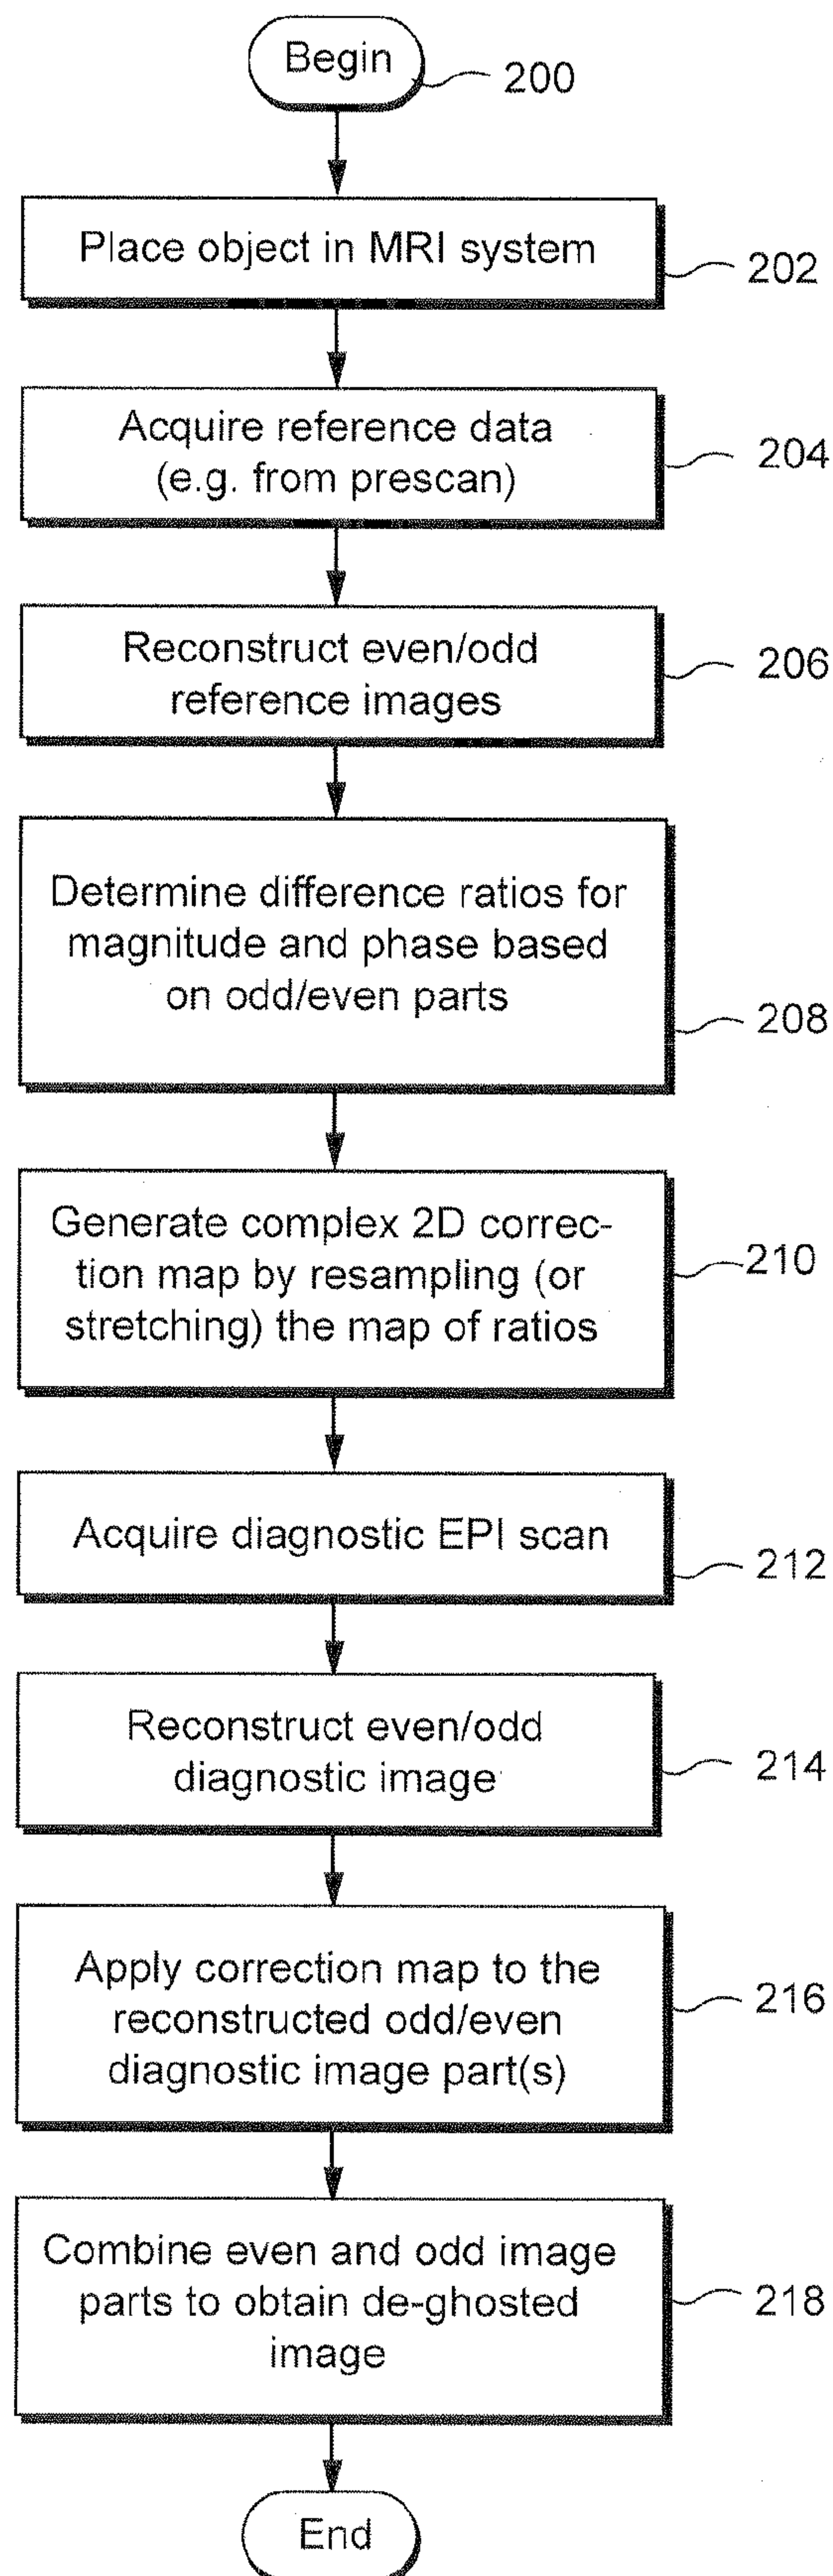 Begin
200
Place object in MRI system
202
Acquire reference data
(e.g. from prescan)
204
Reconstruct even/odd
reference images
206
Determine difference ratios for
magnitude and phase based
on odd/even parts
208
Generate complex 2D correc-
tion map by resampling (or
stretching) the map of ratios
210
Acquire diagnostic EPI scan
212
Reconstruct even/odd
diagnostic image
214
Apply correction map to the
reconstructed odd/even
diagnostic image part(s)
216
Combine even and odd image
parts to obtain de-ghosted
image
218
End